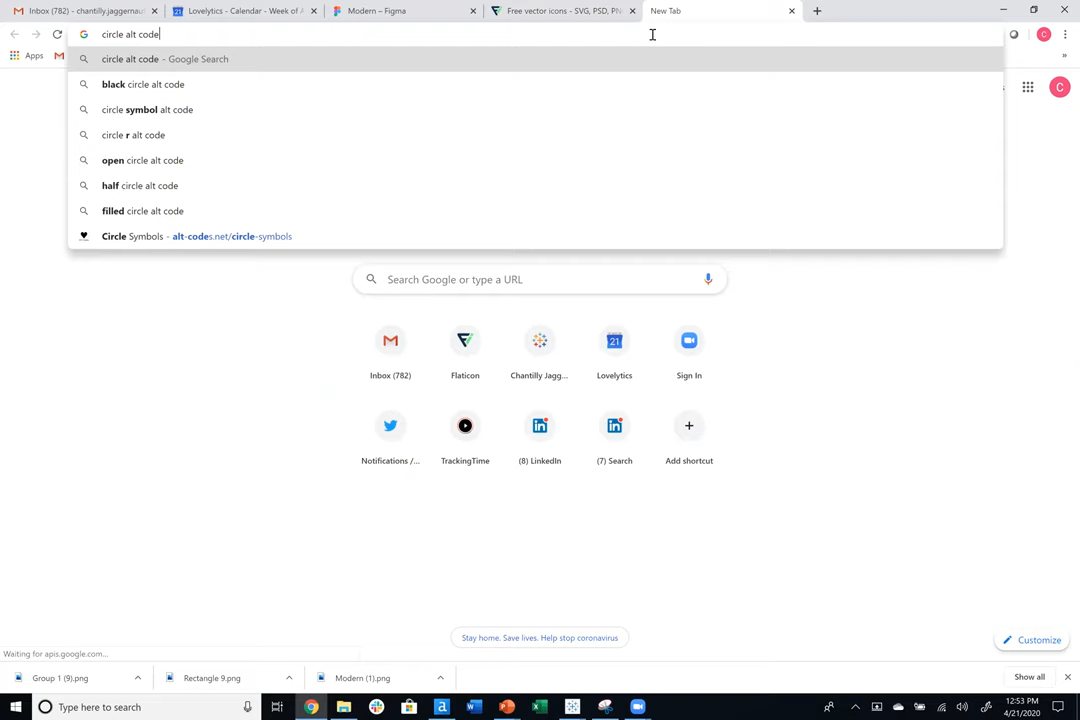 Inbox (782) - chantilly.jaggernau
Lovelytics - Calendar - Week of A
Modern – Figma
Free vector icons - SVG, PSD, PN
New Tab
circle alt code
Apps
»
C
circle alt code - Google Search
black circle alt code
circle symbol alt code
circle r alt code
open circle alt code
half circle alt code
filled circle alt code
Circle Symbols - alt-codes.net/circle-symbols
C
Search Google or type a URL
21
Inbox (782)
Flaticon
Chantilly Jagg...
Lovelytics
Sign In
Notifications /...
TrackingTime
(8) LinkedIn
(7) Search
Add shortcut
Stay home. Save lives. Help stop coronavirus
Customize
Waiting for apis.google.com...
Group 1 (9).png
Rectangle 9.png
Modern (1).png
Show all
Type here to search
12:53 PM
4/21/2020